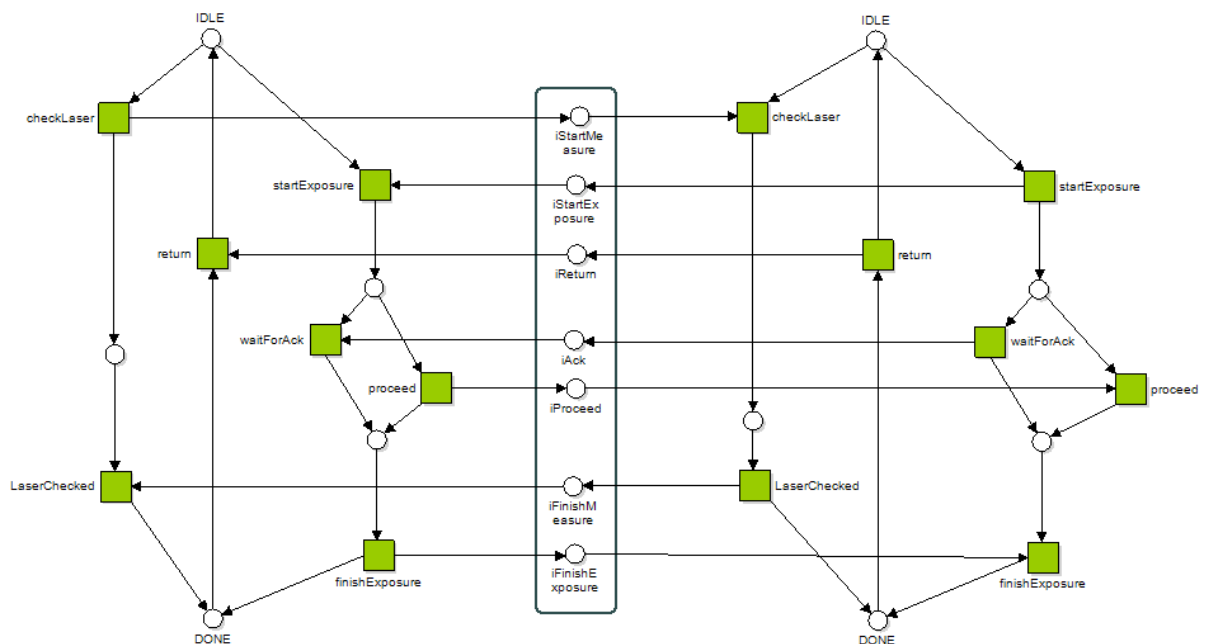 IDLE
IDLE
checkLaser
iStartMe
asure
checkLaser
startExposure
iStartEx
posure
startExposure
return
iReturn
return
waitForAck
iAck
waitForAck
proceed
iProceed
proceed
LaserChecked
iFinishM
easure
LaserChecked
finishExposure
iFinishE
xposure
finishExposure
DONE
DONE